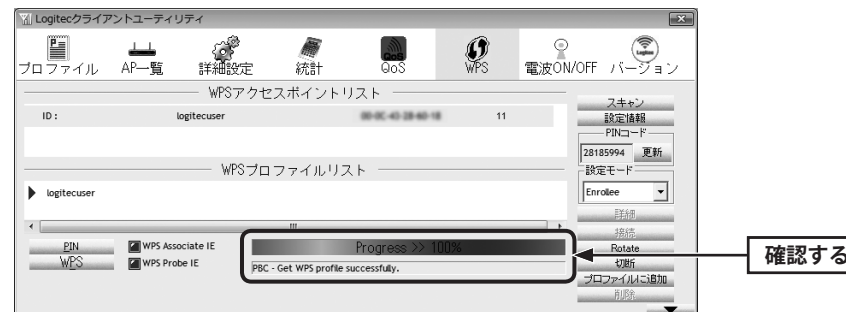 Logitecクライアントユーティリティ
プロファイル AP一覧 詳細設定 統計 QoS WPS 電波ON/OFF バージョン
WPSアクセスポイントリスト
ID : logitecuser 11
スキャン
設定情報
PINコード
28185994 更新
WPSプロファイルリスト
設定モード
logitecuser
Enrollee
詳細
接続
PIN WPS Associate IE Progress >> 100% Rotate
WPS WPS Probe IE PBC - Get WPS profile successfully. 切断
プロファイルに追加
削除
確認する